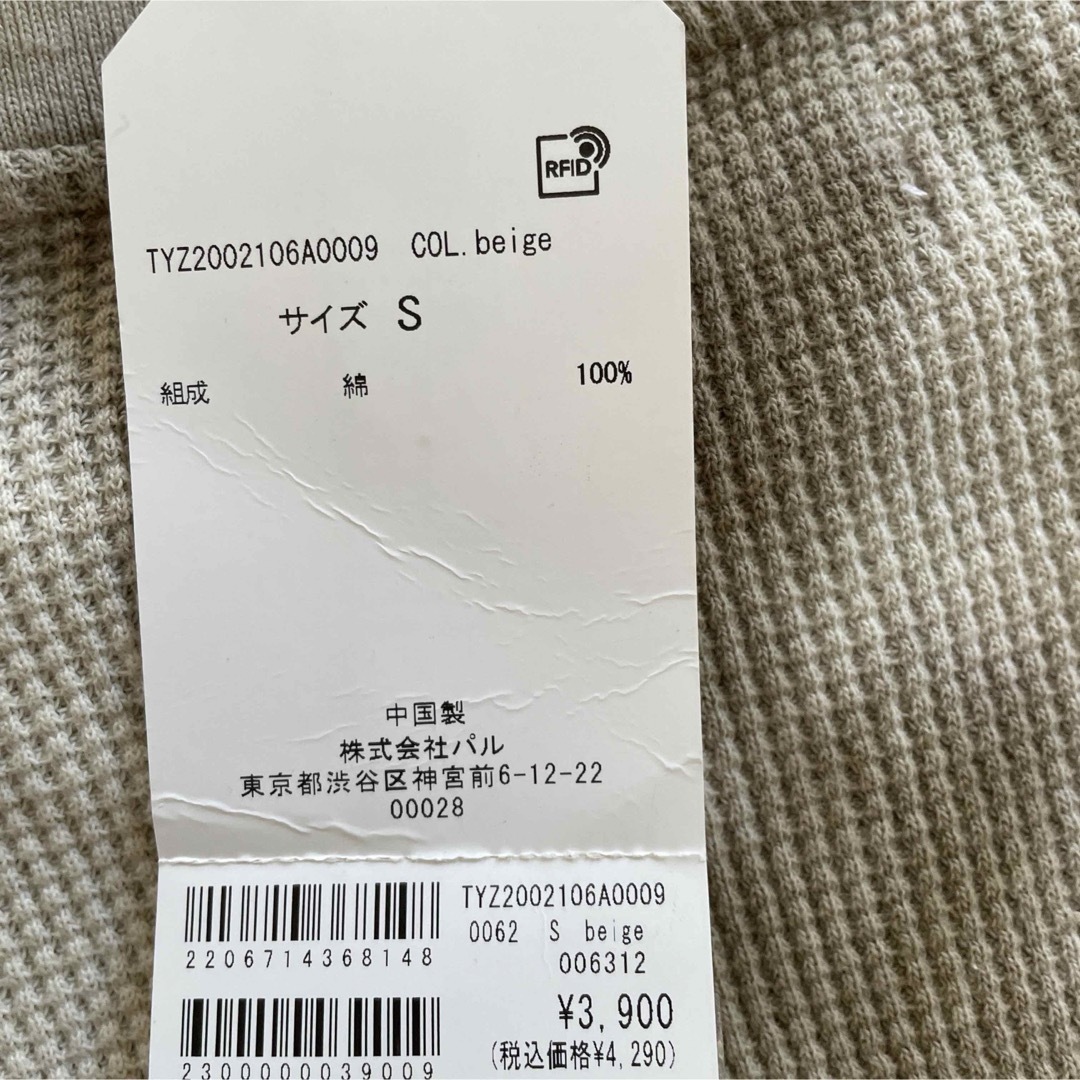 RFID
TYZ2002106A0009 COL.beige
サイズ S
組成 綿 100%
中国製
株式会社パル
東京都渋谷区神宮前6-12-22
00028
TYZ2002106A0009
0062 S beige
2206714368148
006312
¥3,900
(税込価格¥4,290)
2300000039009